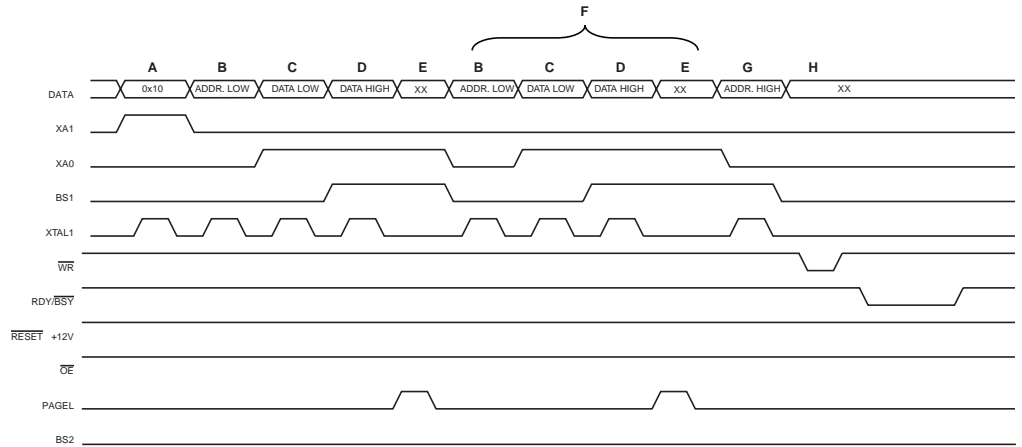 F
A B C D E B C D E G H
DATA 0x10 ADDR. LOW DATA LOW DATA HIGH XX ADDR. LOW DATA LOW DATA HIGH XX ADDR. HIGH XX
XA1
XA0
BS1
XTAL1
WR
RDY/BSY
RESET +12V
OE
PAGEL
BS2